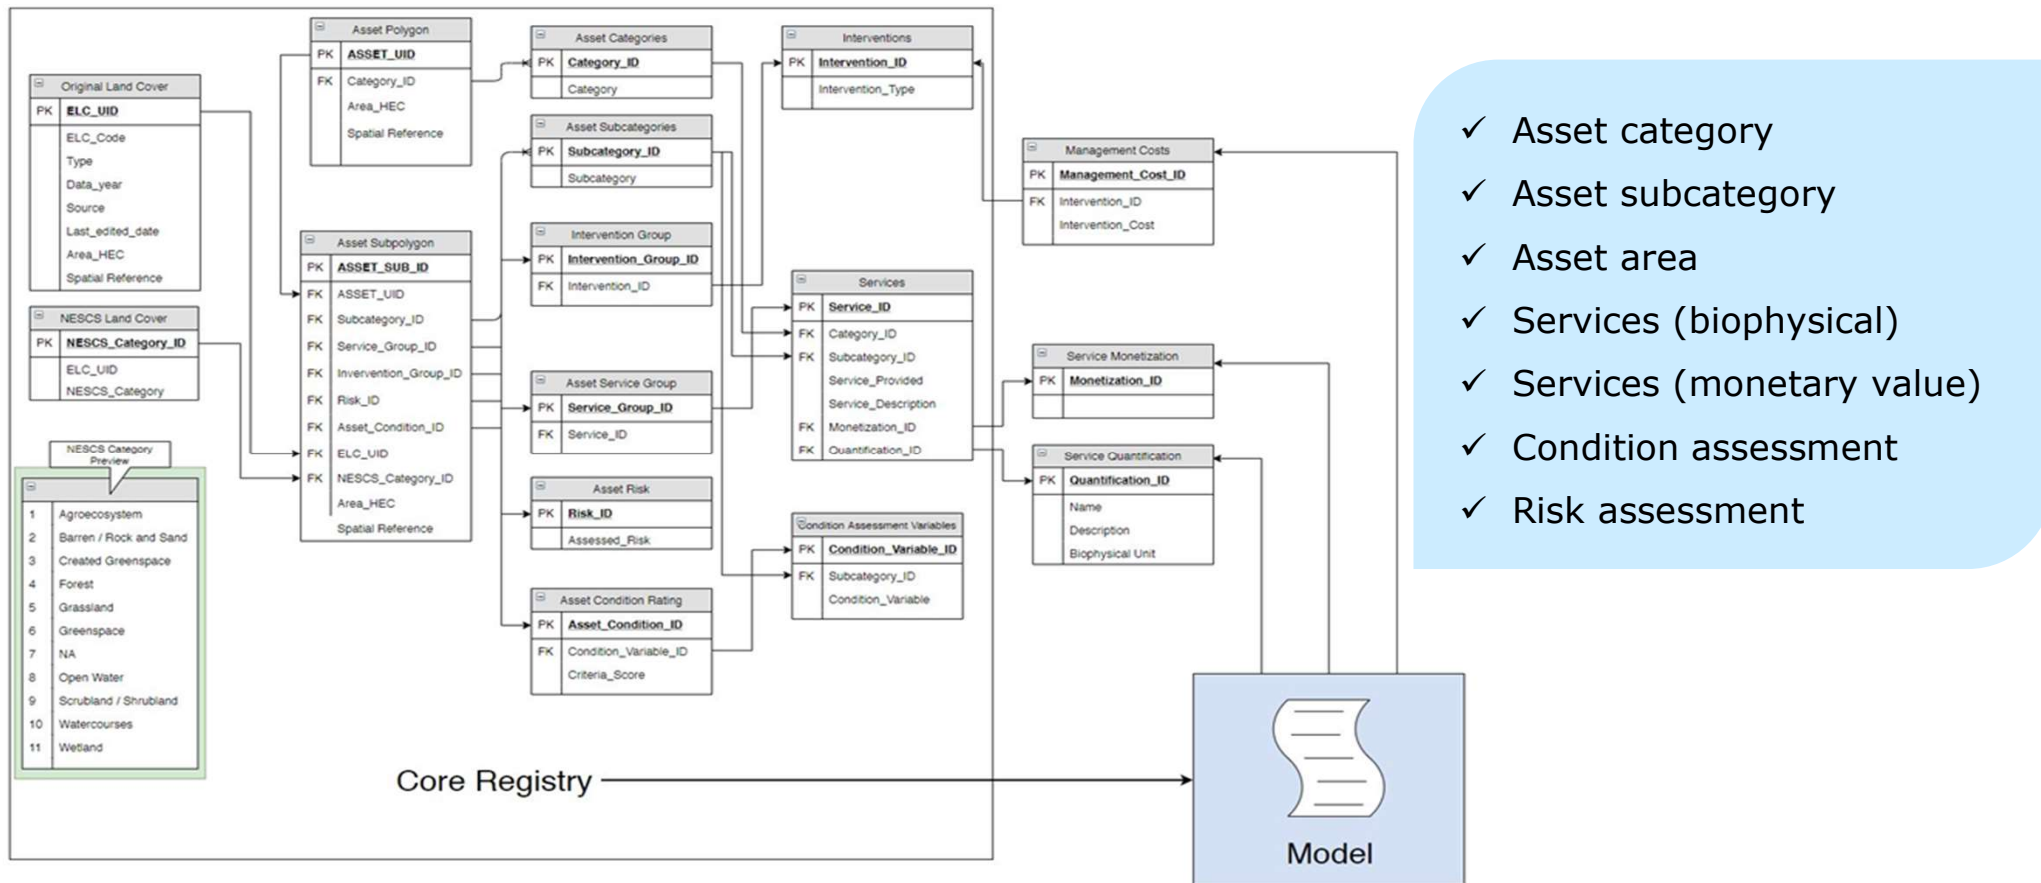 Original Land Cover
PK ELC_UID
ELC_Code
Type
Data_year
Source
Last_edited_date
Area_HEC
Spatial Reference
NESCS Land Cover
PK NESCS_Category_ID
ELC_UID
NESCS_Category
NESCS Category
Preview
1 Agroecosystem
2 Barren / Rock and Sand
3 Created Greenspace
4 Forest
5 Grassland
6 Greenspace
7 NA
8 Open Water
9 Scrubland / Shrubland
10 Watercourses
11 Wetland
Asset Polygon
PK ASSET_UID
FK Category_ID
Area_HEC
Spatial Reference
Asset Subpolygon
PK ASSET_SUB_ID
FK ASSET_UID
FK Subcategory_ID
FK Service_Group_ID
FK Invervention_Group_ID
FK Risk_ID
FK Asset_Condition_ID
FK ELC_UID
FK NESCS_Category_ID
Area_HEC
Spatial Reference
Asset Categories
PK Category_ID
Category
Asset Subcategories
PK Subcategory_ID
Subcategory
Intervention Group
PK Intervention_Group_ID
FK Intervention_ID
Asset Service Group
PK Service_Group_ID
FK Service_ID
Asset Risk
PK Risk_ID
Assessed_Risk
Asset Condition Rating
PK Asset_Condition_ID
FK Condition_Variable_ID
Criteria_Score
Interventions
PK Intervention_ID
Intervention_Type
Services
PK Service_ID
FK Category_ID
FK Subcategory_ID
Service_Provided
Service_Description
FK Monetization_ID
FK Quantification_ID
Condition Assessment Variables
PK Condition_Variable_ID
FK Subcategory_ID
Condition_Variable
Management Costs
PK Management_Cost_ID
FK Intervention_ID
Intervention_Cost
Service Monetization
PK Monetization_ID
Service Quantification
PK Quantification_ID
Name
Description
Biophysical Unit
Core Registry
Model
✓ Asset category
✓ Asset subcategory
✓ Asset area
✓ Services (biophysical)
✓ Services (monetary value)
✓ Condition assessment
✓ Risk assessment